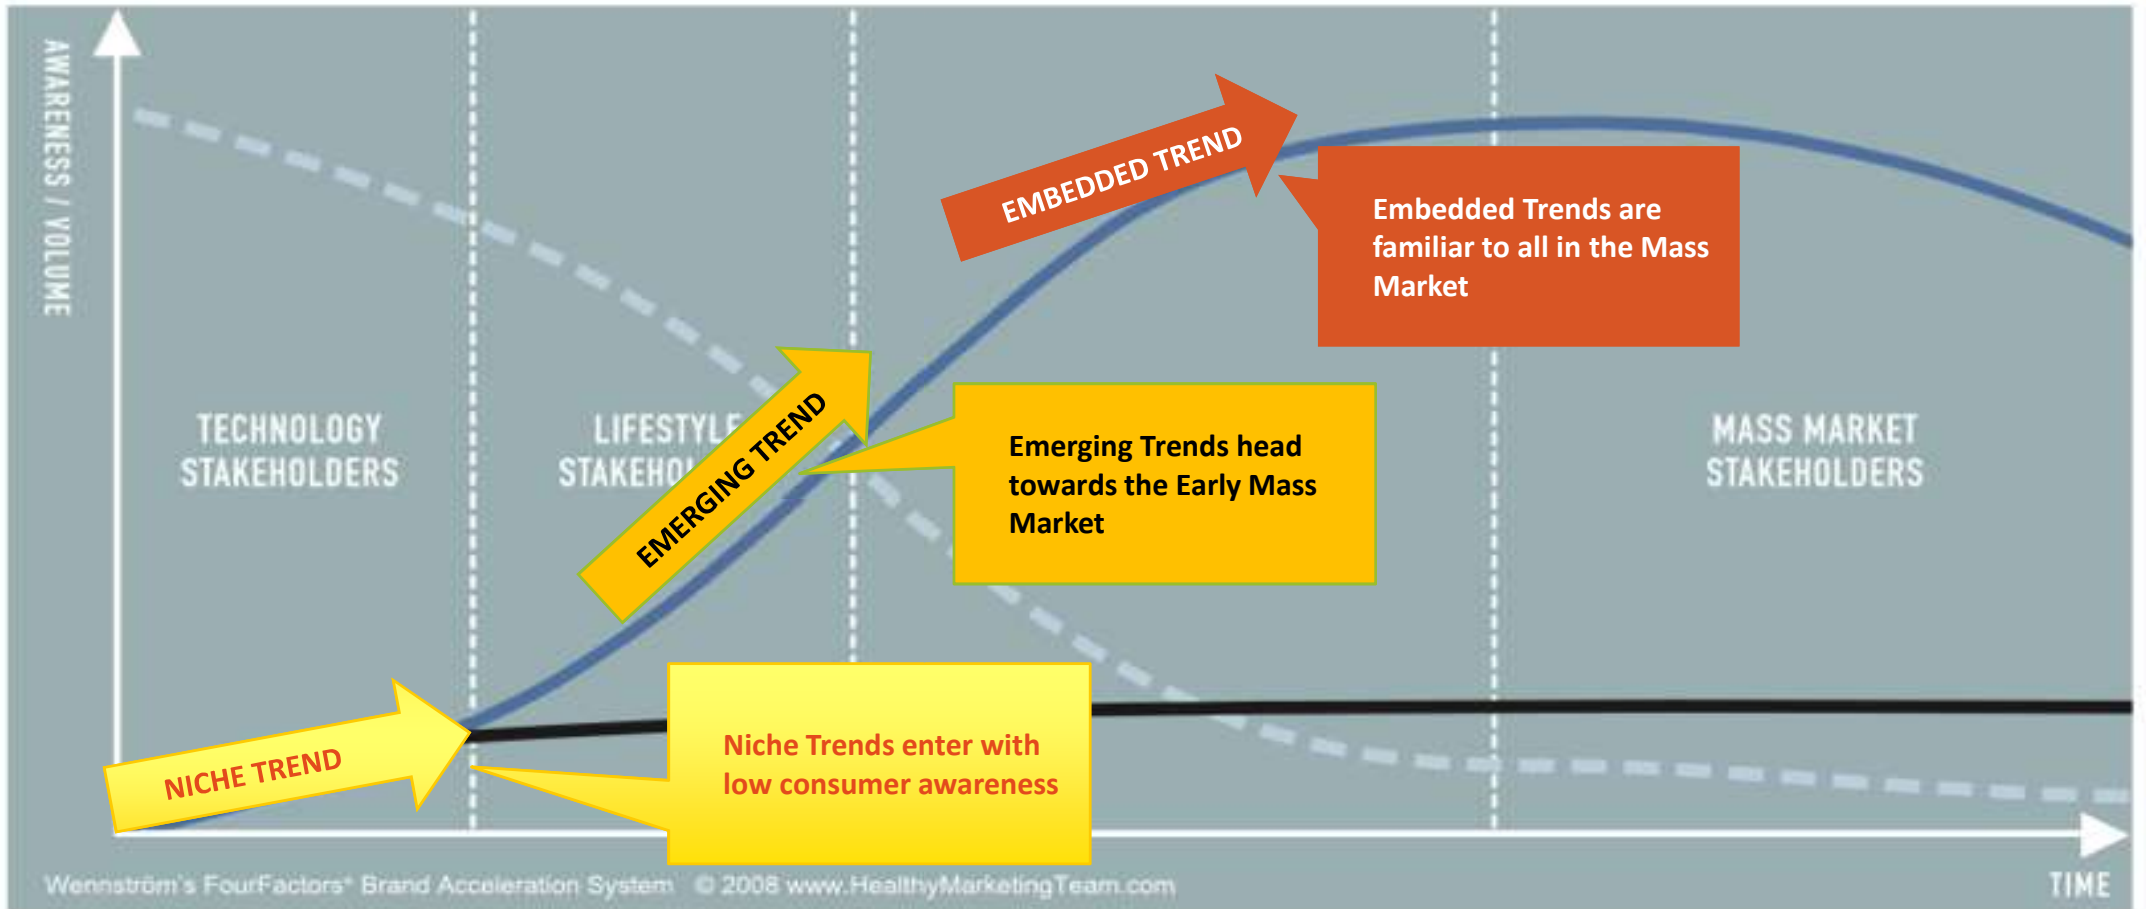 AWARENESS / VOLUME
EMBEDDED TREND
Embedded Trends are
familiar to all in the Mass
Market
TECHNOLOGY
STAKEHOLDERS
LIFESTYLE
STAKEHO
EMERGING TREND
Emerging Trends head
towards the Early Mass
Market
MASS MARKET
STAKEHOLDERS
NICHE TREND
Niche Trends enter with
low consumer awareness
Wennström's FourFactors® Brand Acceleration System © 2008 www.HealthyMarketingTeam.com
TIME